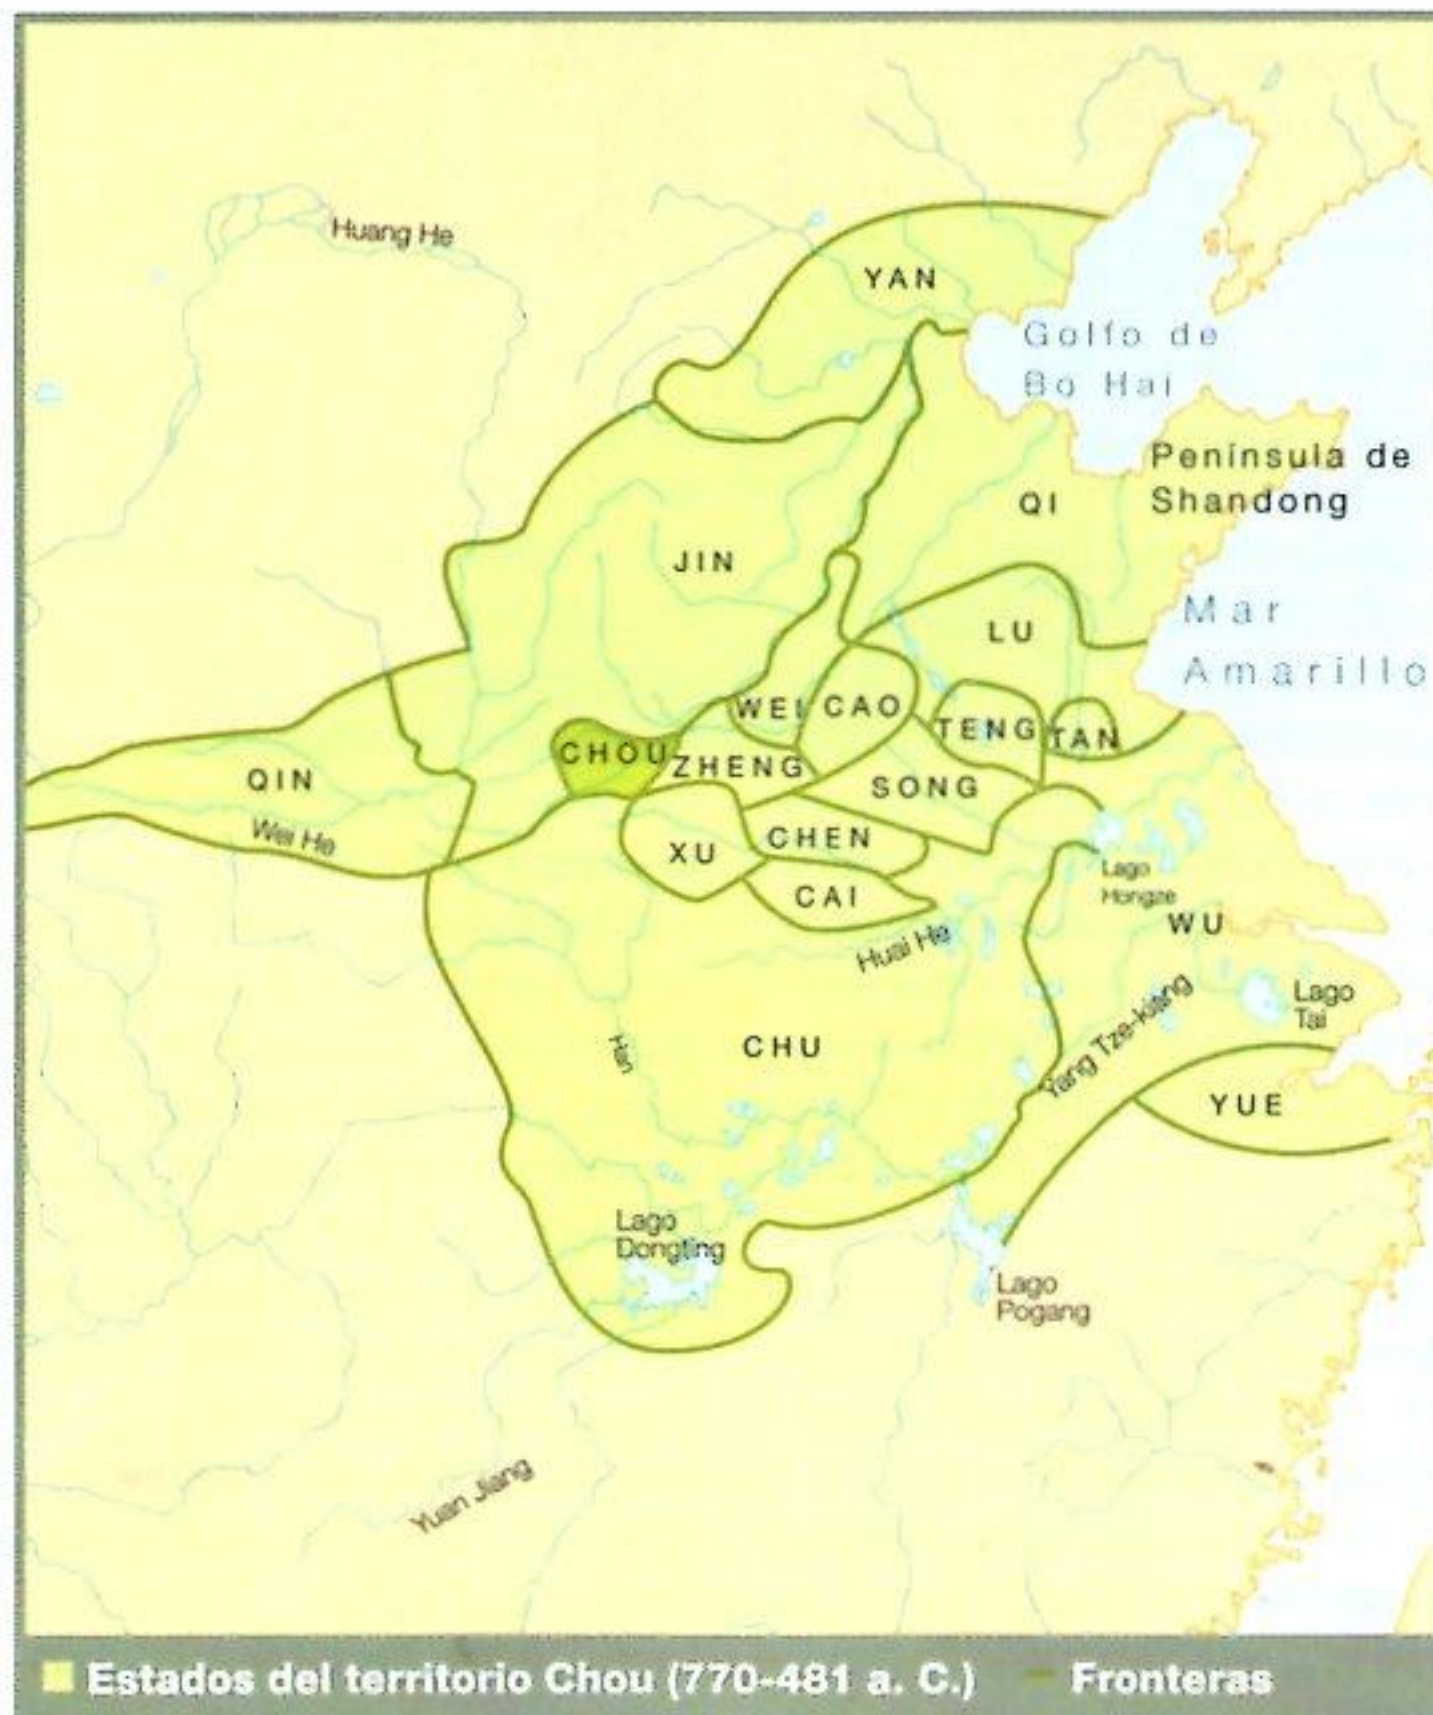 Huang He
YAN
Golfo de
Bo Hai
Península de
Shandong
QI
JIN
Mar
Amarillo
LU
WEI
CAO
TENG
TAN
CHOU
ZHENG
QIN
SONG
Wei He
XU
CHEN
CAI
Lago
Hongze
WU
Huai He
Lago
Tai
Han
CHU
Yang Tze-kiang
YUE
Lago
Dongting
Lago
Pogang
Yuan Jiang
Estados del territorio Chou (770-481 a. C.)
Fronteras